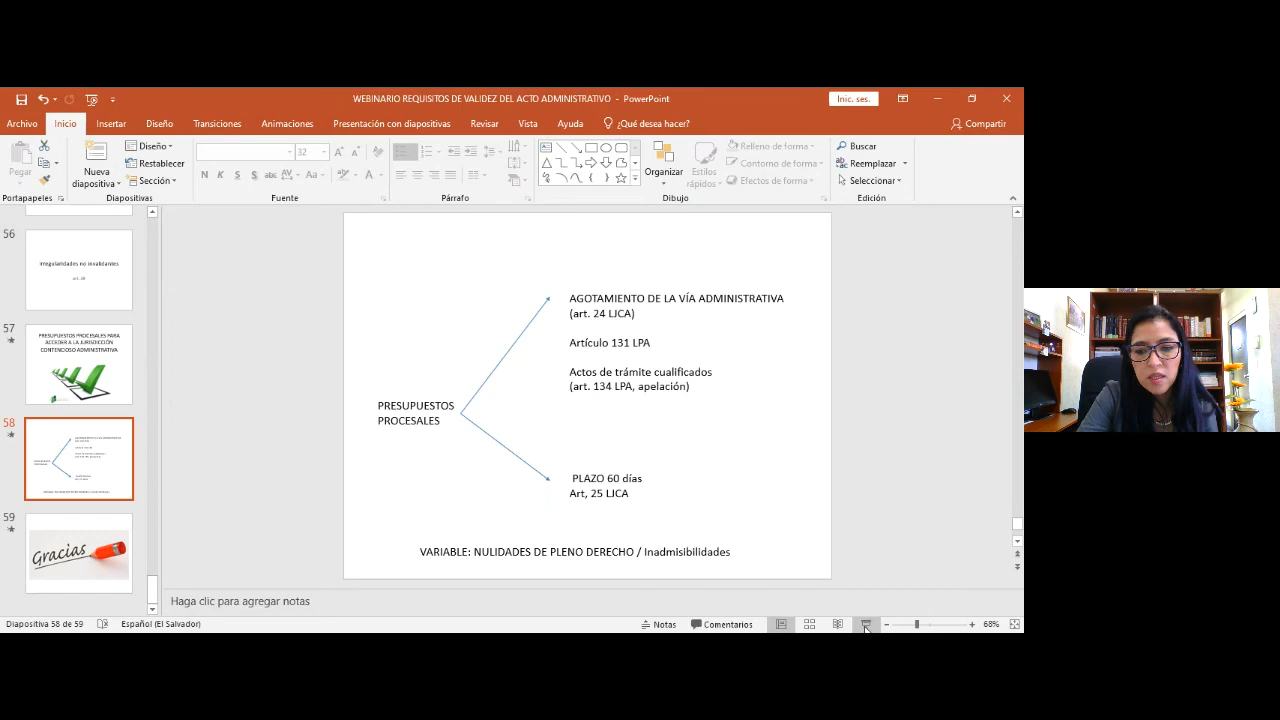 WEBINARIO REQUISITOS DE VALIDEZ DEL ACTO ADMINISTRATIVO - PowerPoint
Inic. ses.
Archivo Inicio Insertar Diseño Transiciones Animaciones Presentación con diapositivas Revisar Vista Ayuda ¿Qué desea hacer? Compartir
Pegar
Nueva diapositiva
Diseño
Restablecer
Sección
32
N K S S abc AV Aa A
Organizar
Estilos rápidos
Relleno de forma
Contorno de forma
Efectos de forma
Buscar
Reemplazar
Seleccionar
Portapapeles Diapositivas Fuente Párrafo Dibujo Edición
56
Irregularidades no invalidantes
art. 39
57
PRESUPUESTOS PROCESALES PARA
ACCEDER A LA JURISDICCIÓN
CONTENCIOSO ADMINISTRATIVA
58
59
Gracias
AGOTAMIENTO DE LA VÍA ADMINISTRATIVA
(art. 24 LJCA)
Artículo 131 LPA
Actos de trámite cualificados
(art. 134 LPA, apelación)
PRESUPUESTOS
PROCESALES
PLAZO 60 días
Art, 25 LJCA
VARIABLE: NULIDADES DE PLENO DERECHO / Inadmisibilidades
Haga clic para agregar notas
Diapositiva 58 de 59 Español (El Salvador) Notas Comentarios 68%